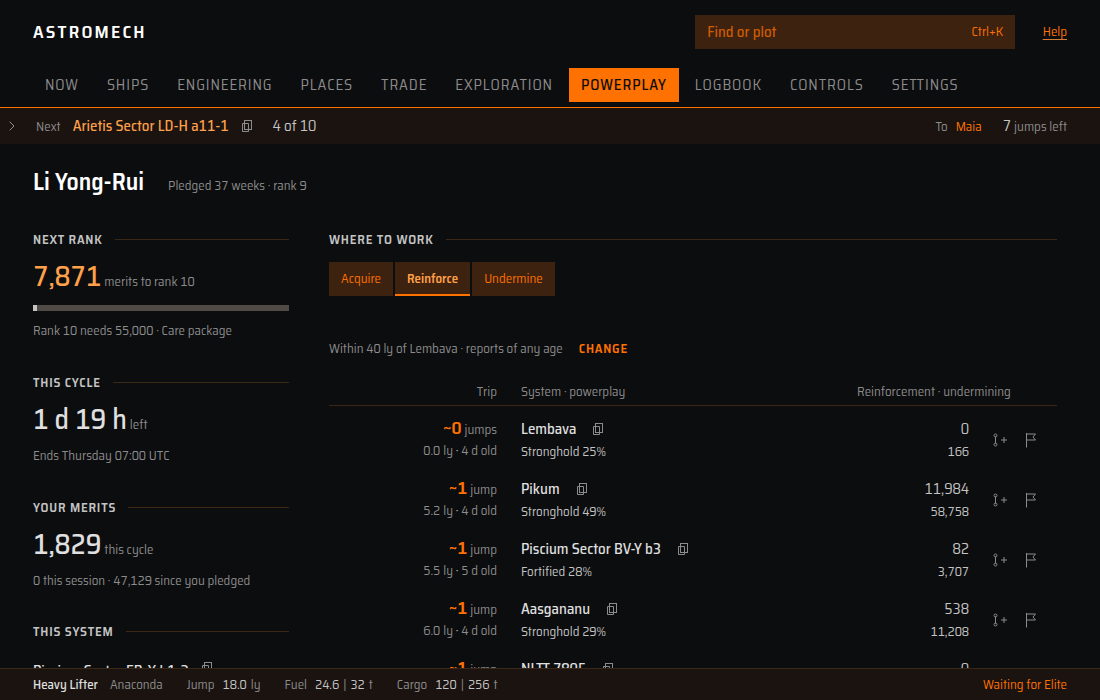 ASTROMECH
Find or plot Ctrl+K Help
NOW SHIPS ENGINEERING PLACES TRADE EXPLORATION POWERPLAY LOGBOOK CONTROLS SETTINGS
Next Arietis Sector LD-H a11-1 4 of 10 To Maia 7 jumps left
Li Yong-Rui Pledged 37 weeks · rank 9
NEXT RANK
7,871 merits to rank 10
Rank 10 needs 55,000 · Care package
THIS CYCLE
1 d 19 h left
Ends Thursday 07:00 UTC
YOUR MERITS
1,829 this cycle
0 this session · 47,129 since you pledged
THIS SYSTEM
WHERE TO WORK
Acquire Reinforce Undermine
Within 40 ly of Lembava · reports of any age CHANGE
Trip System · powerplay Reinforcement · undermining
~0 jumps Lembava 0
0.0 ly · 4 d old Stronghold 25% 166
~1 jump Pikum 11,984
5.2 ly · 4 d old Stronghold 49% 58,758
~1 jump Piscium Sector BV-Y b3 82
5.5 ly · 5 d old Fortified 28% 3,707
~1 jump Aasgananu 538
6.0 ly · 4 d old Stronghold 29% 11,208
~1 jump
Heavy Lifter Anaconda Jump 18.0 ly Fuel 24.6 | 32 t Cargo 120 | 256 t Waiting for Elite